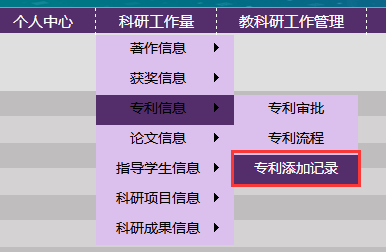 个人中心 科研工作量 教科研工作管理
著作信息
获奖信息
专利信息 专利审批
论文信息 专利流程
指导学生信息 专利添加记录
科研项目信息
科研成果信息